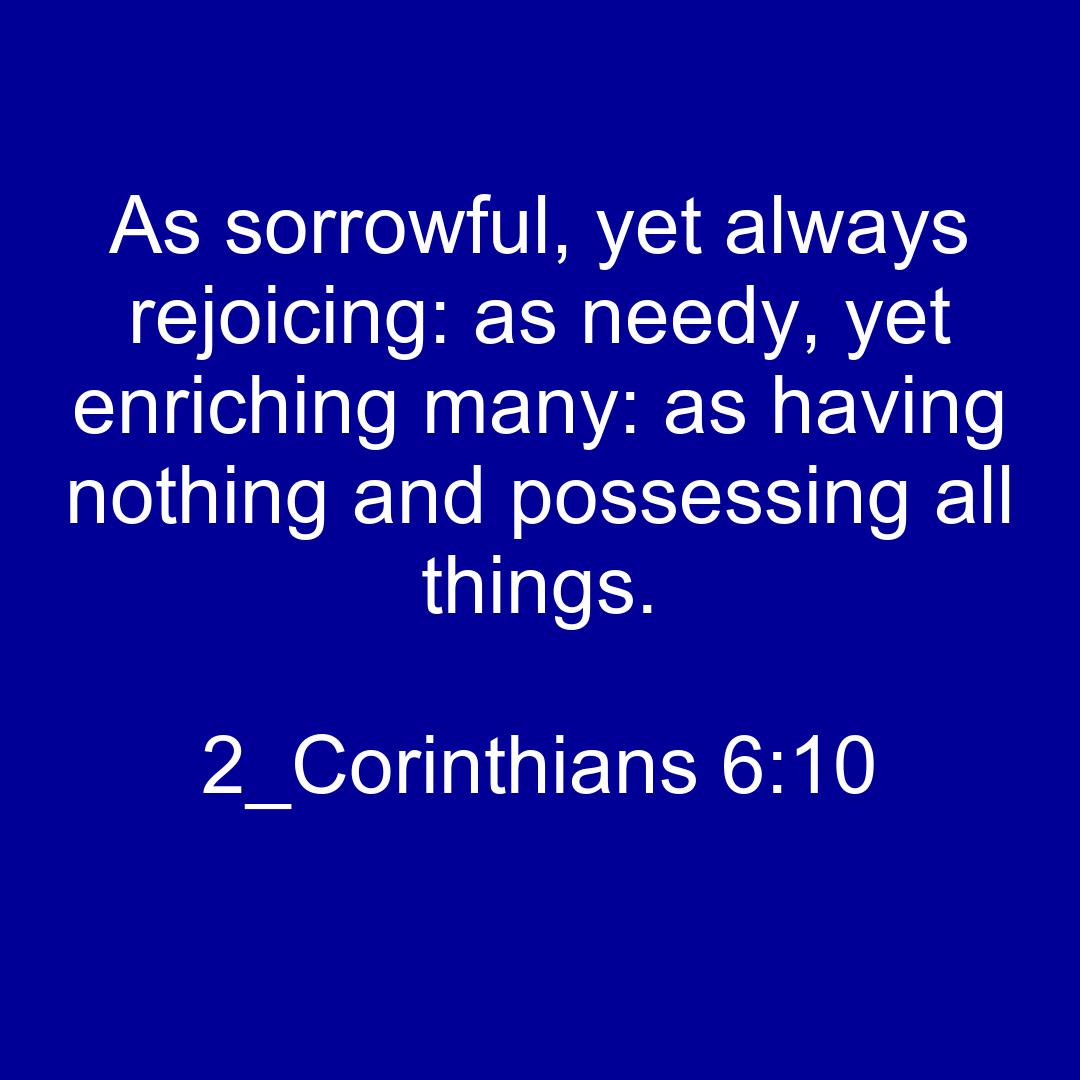 As sorrowful, yet always
rejoicing: as needy, yet
enriching many: as having
nothing and possessing all
things.
2_Corinthians 6:10